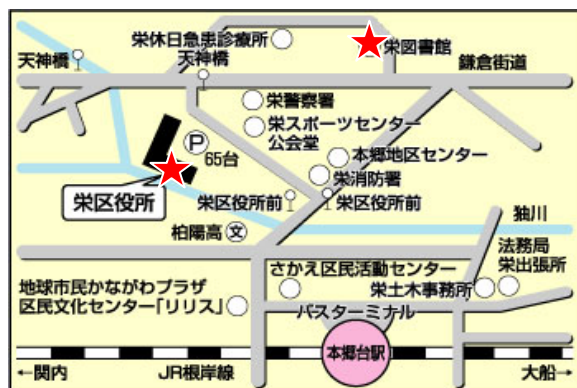 栄休日急患診療所
栄図書館
天神橋
天神橋
鎌倉街道
栄警察署
栄スポーツセンター
公会堂
P
65台
本郷地区センター
栄消防署
栄区役所
栄区役所前
栄区役所前
柏陽高
文
独川
法務局
栄出張所
さかえ区民活動センター
栄土木事務所
地球市民かながわプラザ
区民文化センター「リリス」
バスターミナル
本郷台駅
←関内
JR根岸線
大船→